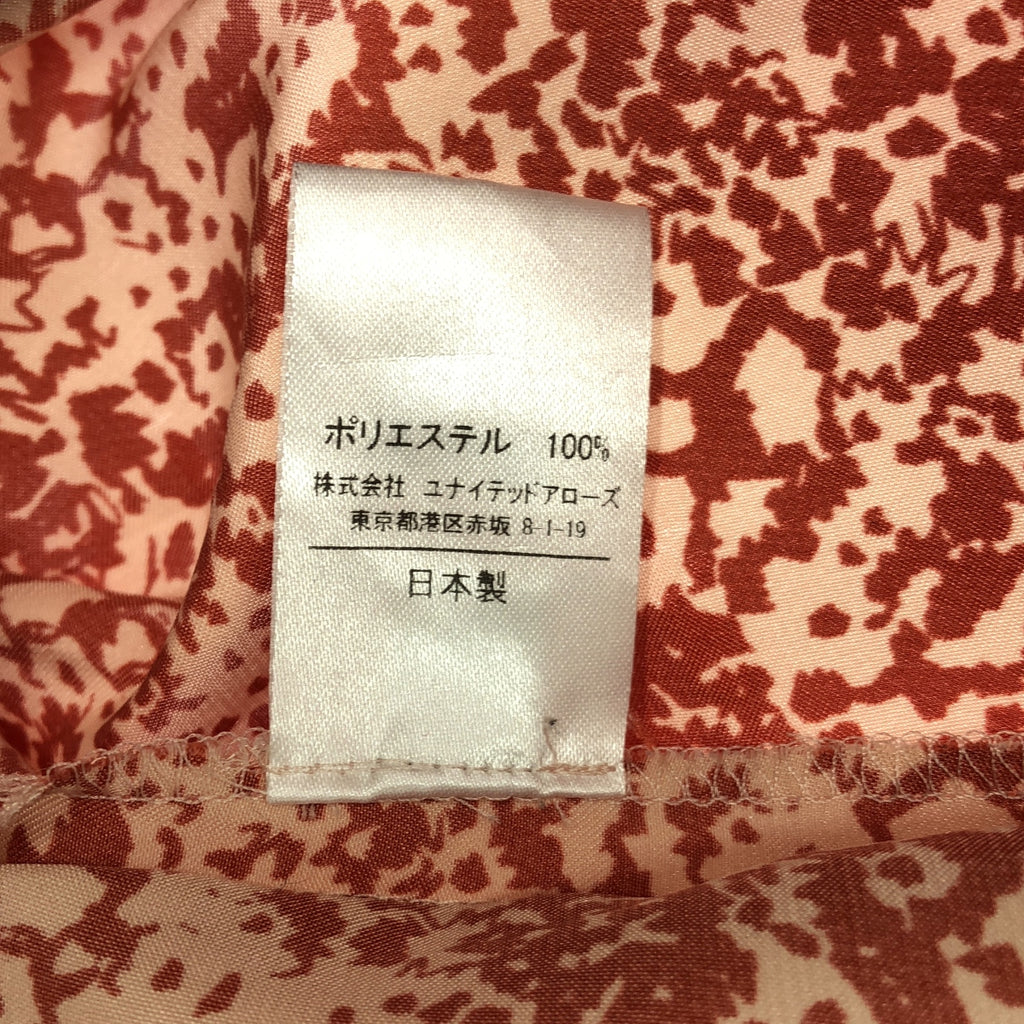 ポリエステル 100%
株式会社 ユナイテッドアローズ
東京都港区赤坂 8-1-19
日本製